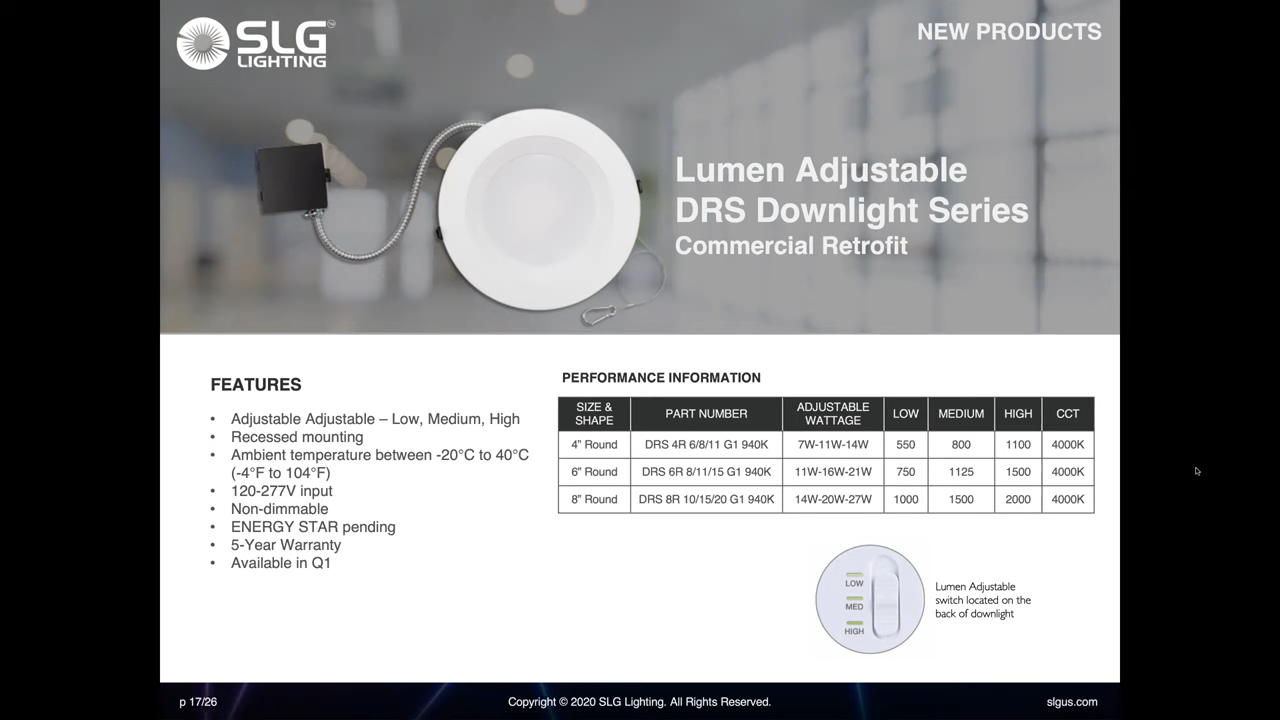 SLG
LIGHTING
NEW PRODUCTS
Lumen Adjustable
DRS Downlight Series
Commercial Retrofit
FEATURES
• Adjustable Adjustable – Low, Medium, High
• Recessed mounting
• Ambient temperature between -20°C to 40°C
(-4°F to 104°F)
• 120-277V input
• Non-dimmable
• ENERGY STAR pending
• 5-Year Warranty
• Available in Q1
PERFORMANCE INFORMATION
SIZE & SHAPE PART NUMBER ADJUSTABLE WATTAGE LOW MEDIUM HIGH CCT
4” Round DRS 4R 6/8/11 G1 940K 7W-11W-14W 550 800 1100 4000K
6” Round DRS 6R 8/11/15 G1 940K 11W-16W-21W 750 1125 1500 4000K
8” Round DRS 8R 10/15/20 G1 940K 14W-20W-27W 1000 1500 2000 4000K
LOW
MED
HIGH
Lumen Adjustable
switch located on the
back of downlight
p 17/26
Copyright © 2020 SLG Lighting. All Rights Reserved.
slgus.com